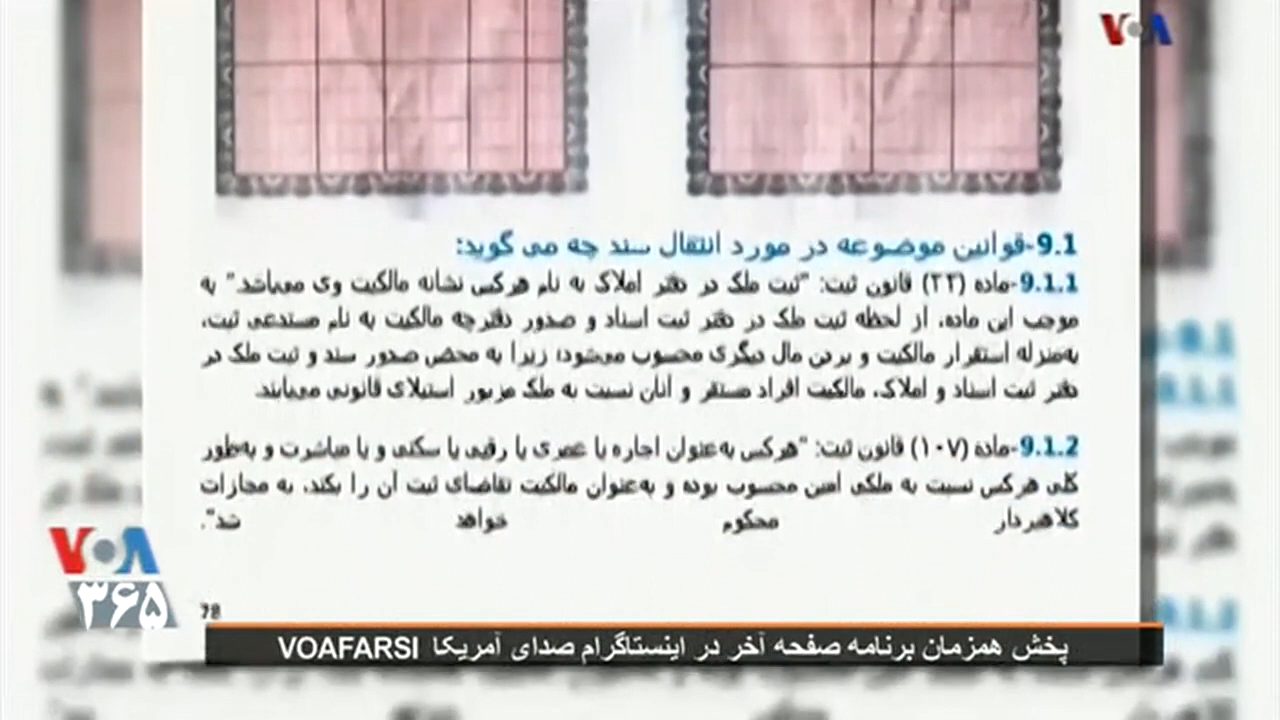 VOA
9.1-قوانین موضوعه در مورد انتقال سند چه می گوید:
9.1.1-ماده (۲۲) قانون ثبت: "ثبت ملک در دفتر املاک به نام هرکس نشانه مالکیت وی می‌باشد" به
موجب این ماده، از لحظه ثبت ملک در دفتر ثبت اسناد و صدور دفترچه مالکیت به نام مستدعی ثبت،
به‌منزله استقرار مالکیت و بردن مال دیگری محسوب می‌شود؛ زیرا به محض صدور سند و ثبت ملک در
دفتر ثبت اسناد و املاک، مالکیت افراد مستقر و آنان نسبت به ملک مزبور استیلای قانونی می‌یابند.
9.1.2-ماده (۱۰۷) قانون ثبت: "هرکس به‌عنوان اجاره یا عمری یا رقبی یا سکنی و یا مباشرت و به‌طور
کلی هرکس نسبت به ملکی امین محسوب بوده و به‌عنوان مالکیت تقاضای ثبت آن را بکند، به مجازات
کلاهبردار محکوم خواهد شد".
78
VOA
۳۶۵
پخش همزمان برنامه صفحه آخر در اینستاگرام صدای آمریکا VOAFARSI